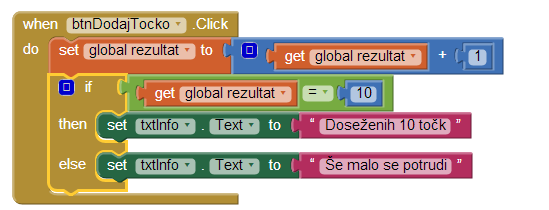 when btnDodajTocko .Click
do set global rezultat to get global rezultat + 1
if get global rezultat = 10
then set txtInfo . Text to “ Doseženih 10 točk ”
else set txtInfo . Text to “ Še malo se potrudi ”